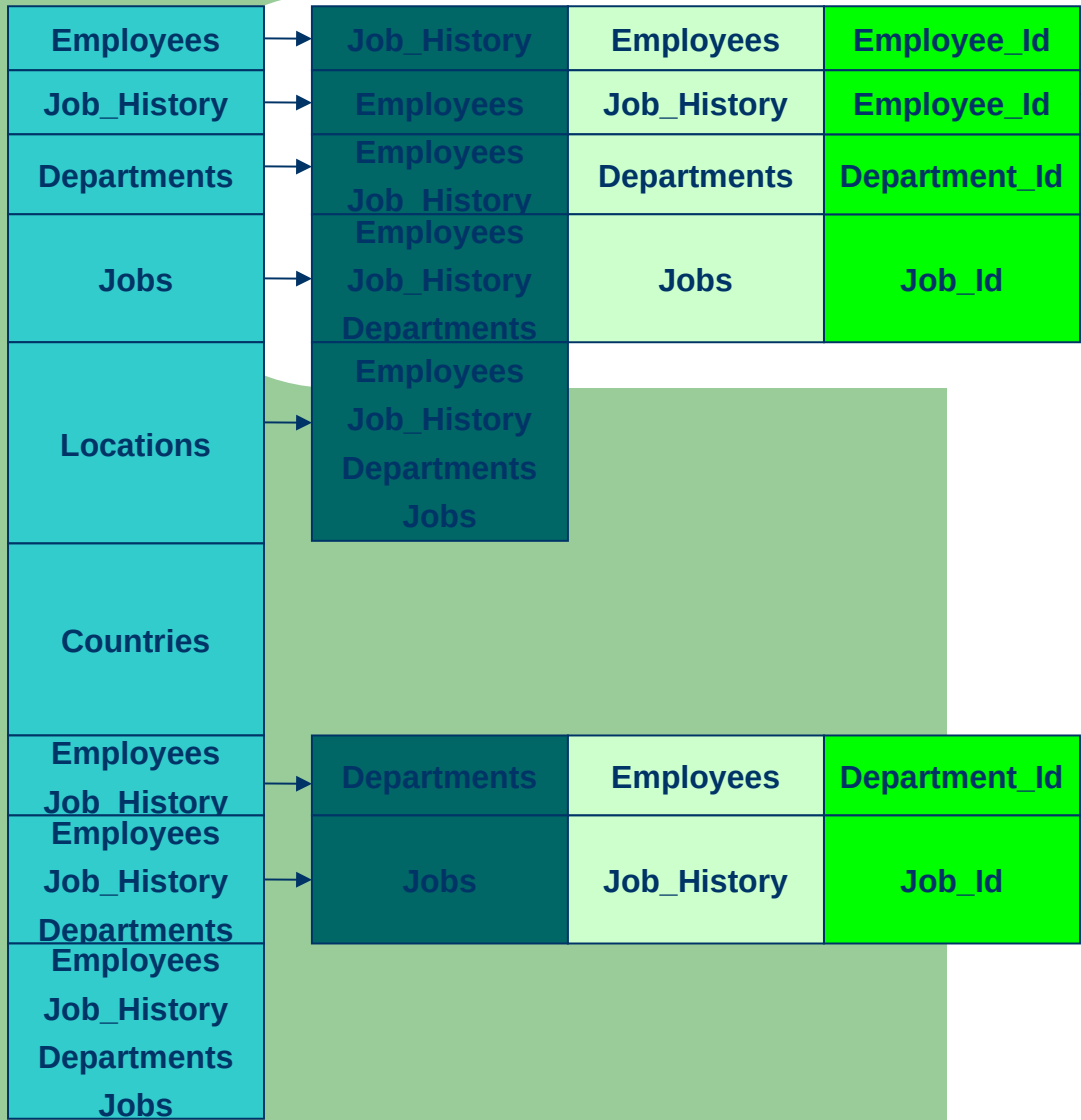 Employees
Job_History
Employees
Employee_Id
Job_History
Employees
Job_History
Employee_Id
Departments
Employees
Job_History
Departments
Department_Id
Jobs
Employees
Job_History
Departments
Jobs
Job_Id
Locations
Employees
Job_History
Departments
Jobs
Countries
Employees
Job_History
Departments
Employees
Department_Id
Employees
Job_History
Departments
Jobs
Job_History
Job_Id
Employees
Job_History
Departments
Jobs